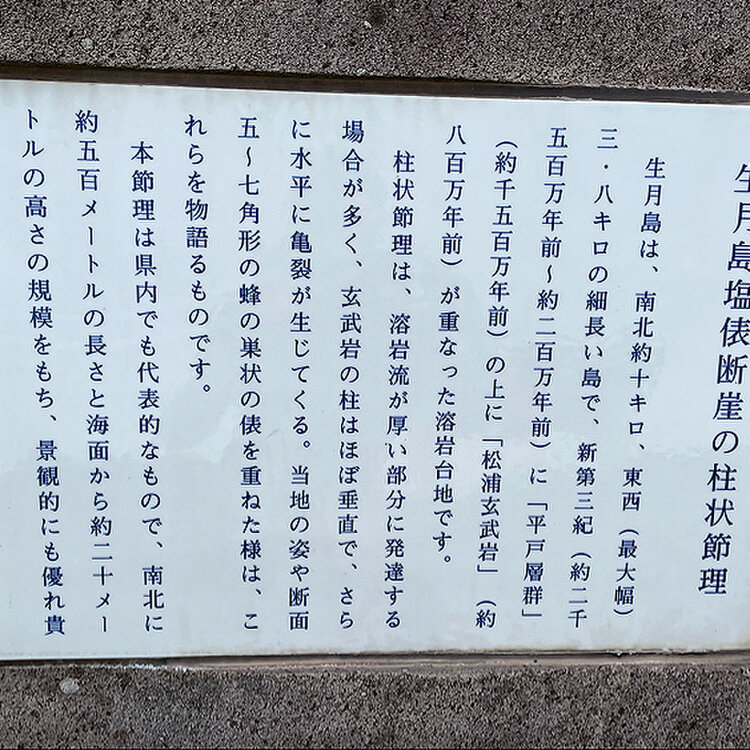 生月島塩俵断崖の柱状節理
生月島は、南北約十キロ、東西（最大幅）
三・八キロの細長い島で、新第三紀（約二千
五百万年前～約二百万年前）に「平戸層群」
（約千五百万年前）の上に「松浦玄武岩」（約
八百万年前）が重なった溶岩台地です。
柱状節理は、溶岩流が厚い部分に発達する
場合が多く、玄武岩の柱はほぼ垂直で、さら
に水平に亀裂が生じてくる。当地の姿や断面
五～七角形の蜂の巣状の俵を重ねた様は、こ
れらを物語るものです。
本節理は県内でも代表的なもので、南北に
約五百メートルの長さと海面から約二十メー
トルの高さの規模をもち、景観的にも優れ貴